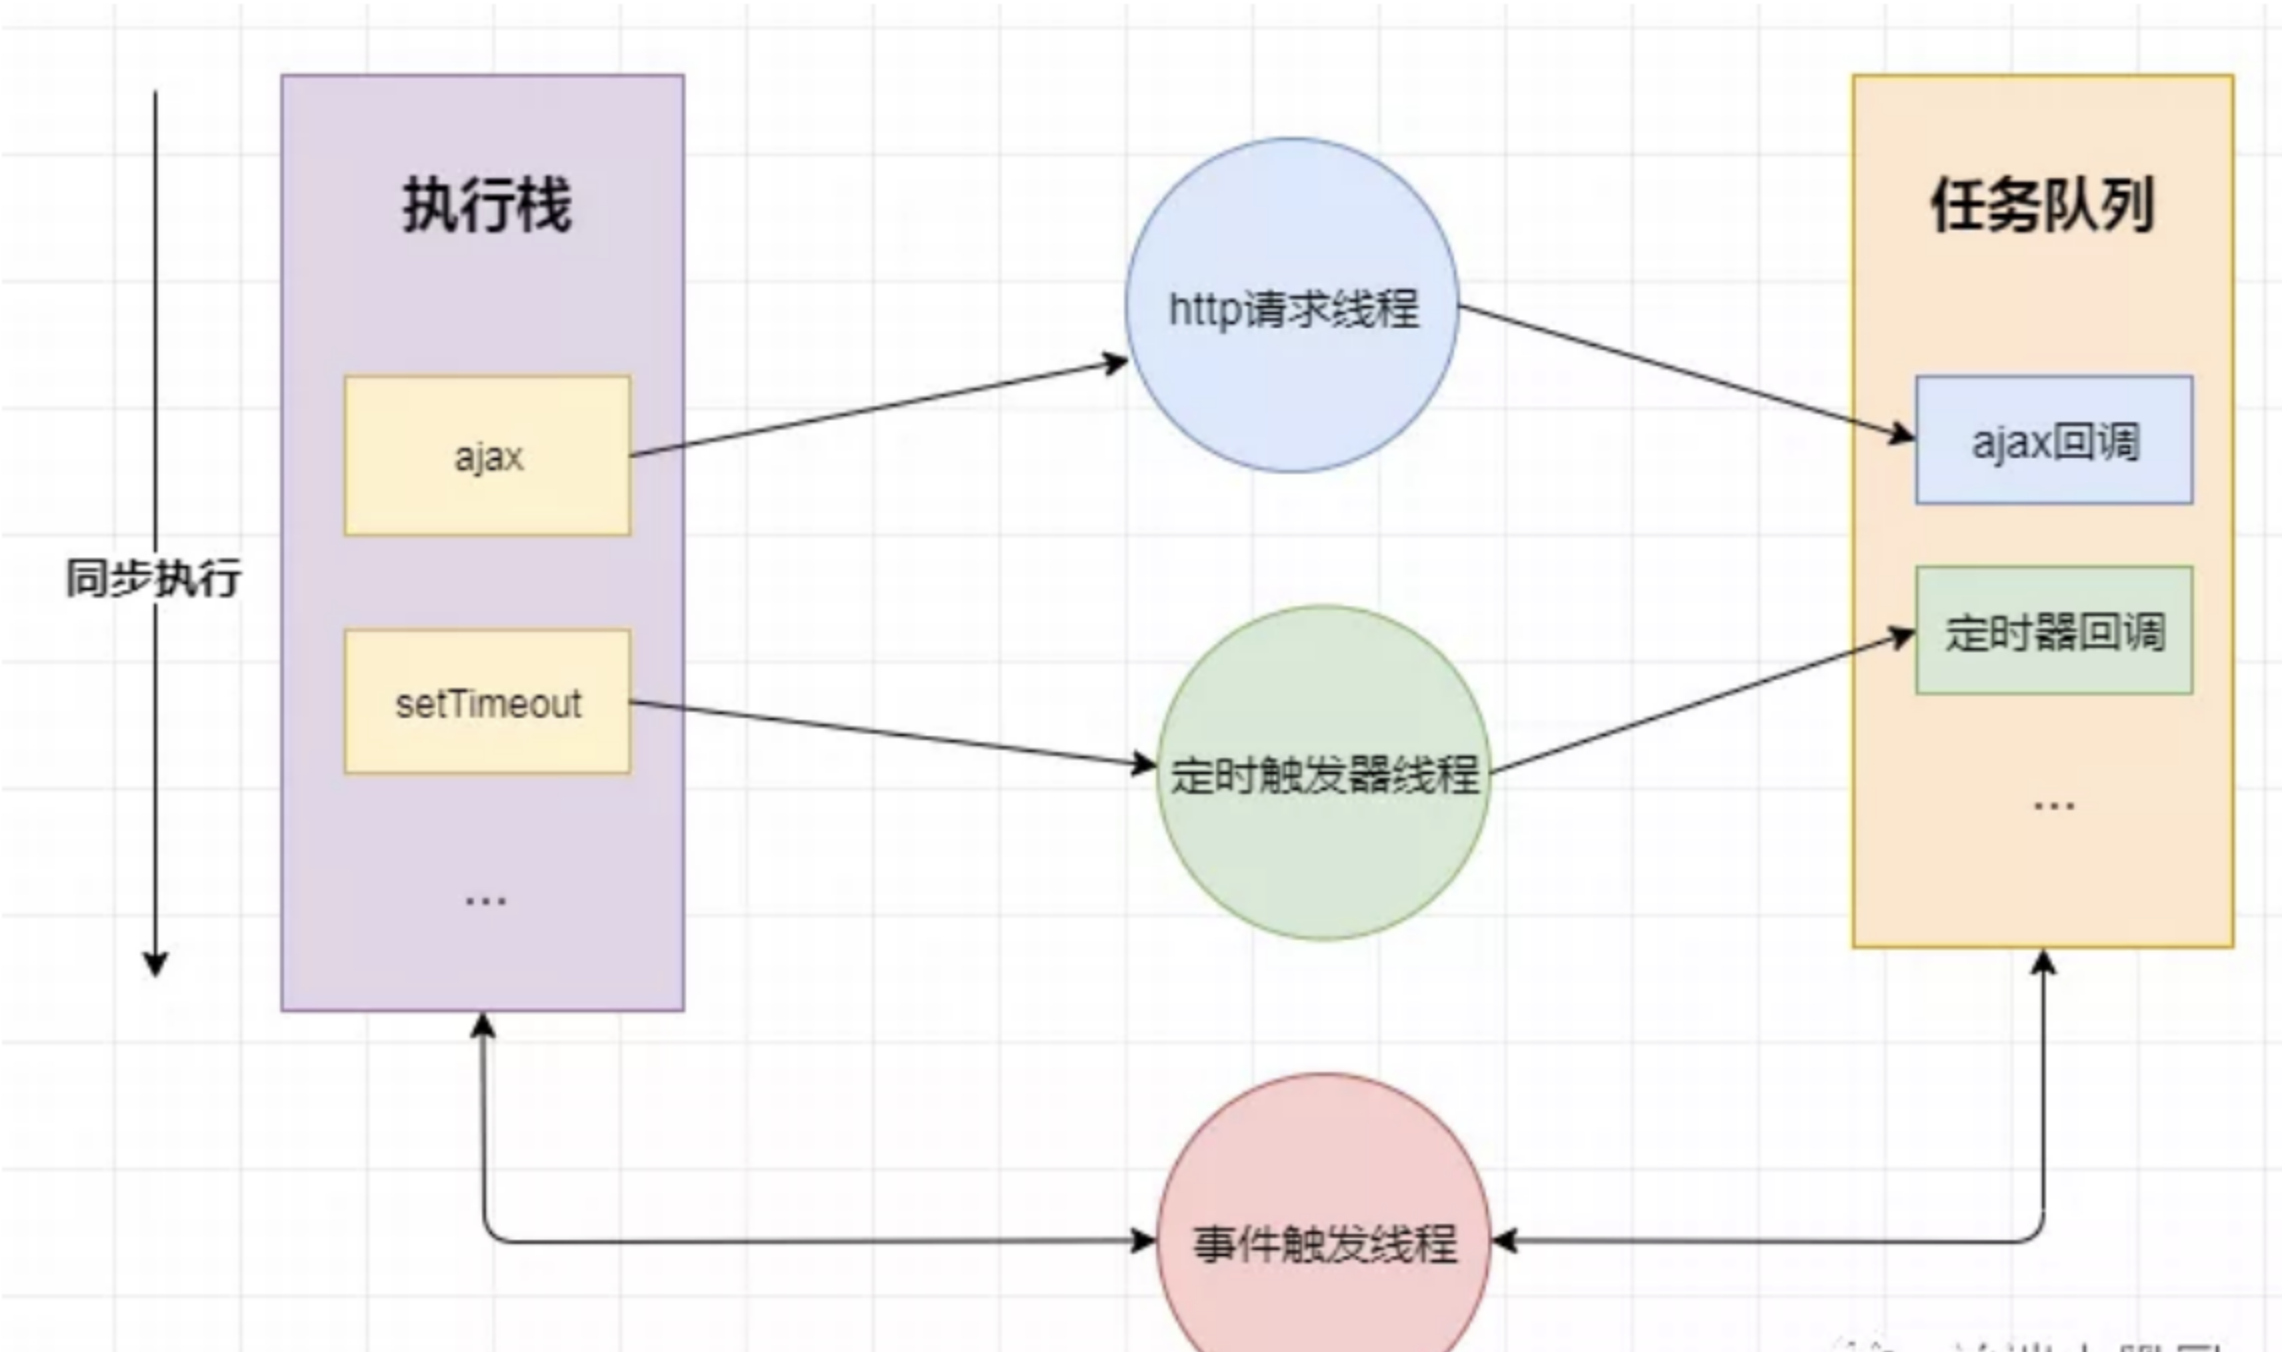 执行栈
任务队列
http请求线程
ajax
ajax回调
同步执行
定时器回调
setTimeout
定时触发器线程
...
...
事件触发线程